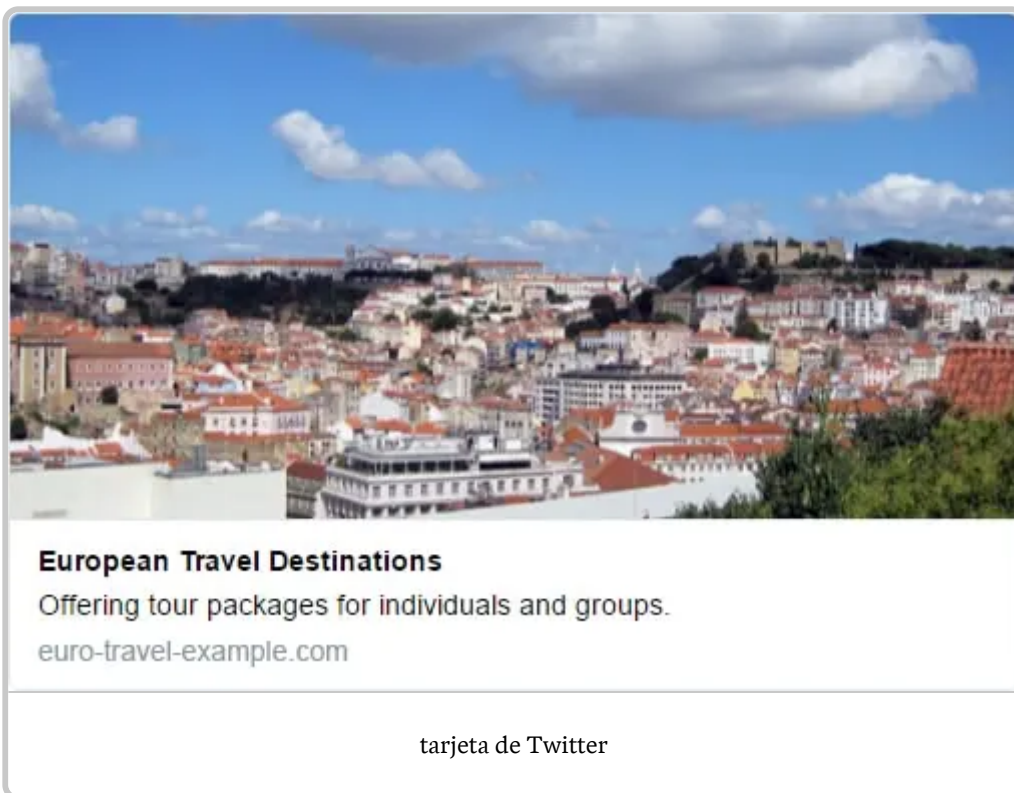 European Travel Destinations
Offering tour packages for individuals and groups.
euro-travel-example.com
tarjeta de Twitter